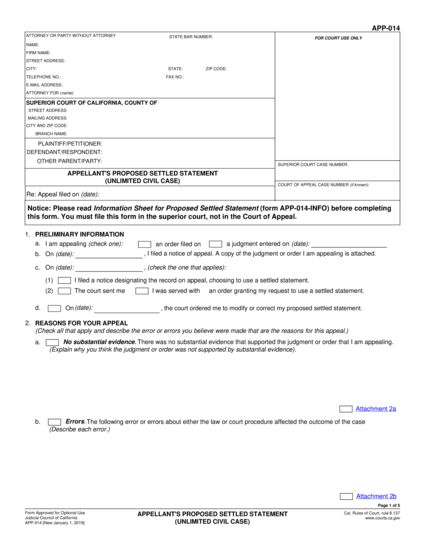 APP-014
ATTORNEY OR PARTY WITHOUT ATTORNEY STATE BAR NUMBER:
NAME:
FIRM NAME:
STREET ADDRESS:
CITY: STATE: ZIP CODE:
TELEPHONE NO.: FAX NO.:
E-MAIL ADDRESS:
ATTORNEY FOR (name):
FOR COURT USE ONLY
SUPERIOR COURT OF CALIFORNIA, COUNTY OF
STREET ADDRESS:
MAILING ADDRESS:
CITY AND ZIP CODE:
BRANCH NAME:
PLAINTIFF/PETITIONER:
DEFENDANT/RESPONDENT:
OTHER PARENT/PARTY:
SUPERIOR COURT CASE NUMBER:
APPELLANT'S PROPOSED SETTLED STATEMENT
(UNLIMITED CIVIL CASE)
COURT OF APPEAL CASE NUMBER (if known):
Re: Appeal filed on (date):
Notice: Please read Information Sheet for Proposed Settled Statement (form APP-014-INFO) before completing
this form. You must file this form in the superior court, not in the Court of Appeal.
1. PRELIMINARY INFORMATION
a. I am appealing (check one): an order filed on a judgment entered on (date):
b. On (date): , I filed a notice of appeal. A copy of the judgment or order I am appealing is attached.
c. On (date): , (check the one that applies):
(1) I filed a notice designating the record on appeal, choosing to use a settled statement.
(2) The court sent me I was served with an order granting my request to use a settled statement.
d. On (date): , the court ordered me to modify or correct my proposed settled statement.
2. REASONS FOR YOUR APPEAL
(Check all that apply and describe the error or errors you believe were made that are the reasons for this appeal.)
a. No substantial evidence. There was no substantial evidence that supported the judgment or order that I am appealing.
(Explain why you think the judgment or order was not supported by substantial evidence).
Attachment 2a
b. Errors. The following error or errors about either the law or court procedure affected the outcome of the case
(Describe each error.)
Attachment 2b
Page 1 of 5
Form Approved for Optional Use
Judicial Council of California
APP-014 [New January 1, 2019]
APPELLANT'S PROPOSED SETTLED STATEMENT
(UNLIMITED CIVIL CASE)
Cal. Rules of Court, rule 8.137
www.courts.ca.gov